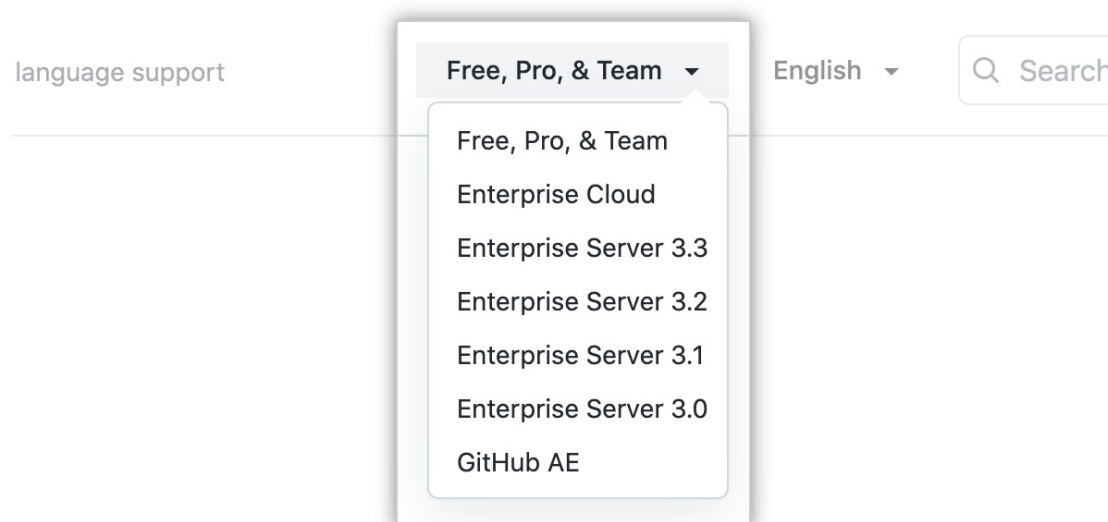 language support
Free, Pro, & Team
English
Search
Free, Pro, & Team
Enterprise Cloud
Enterprise Server 3.3
Enterprise Server 3.2
Enterprise Server 3.1
Enterprise Server 3.0
GitHub AE